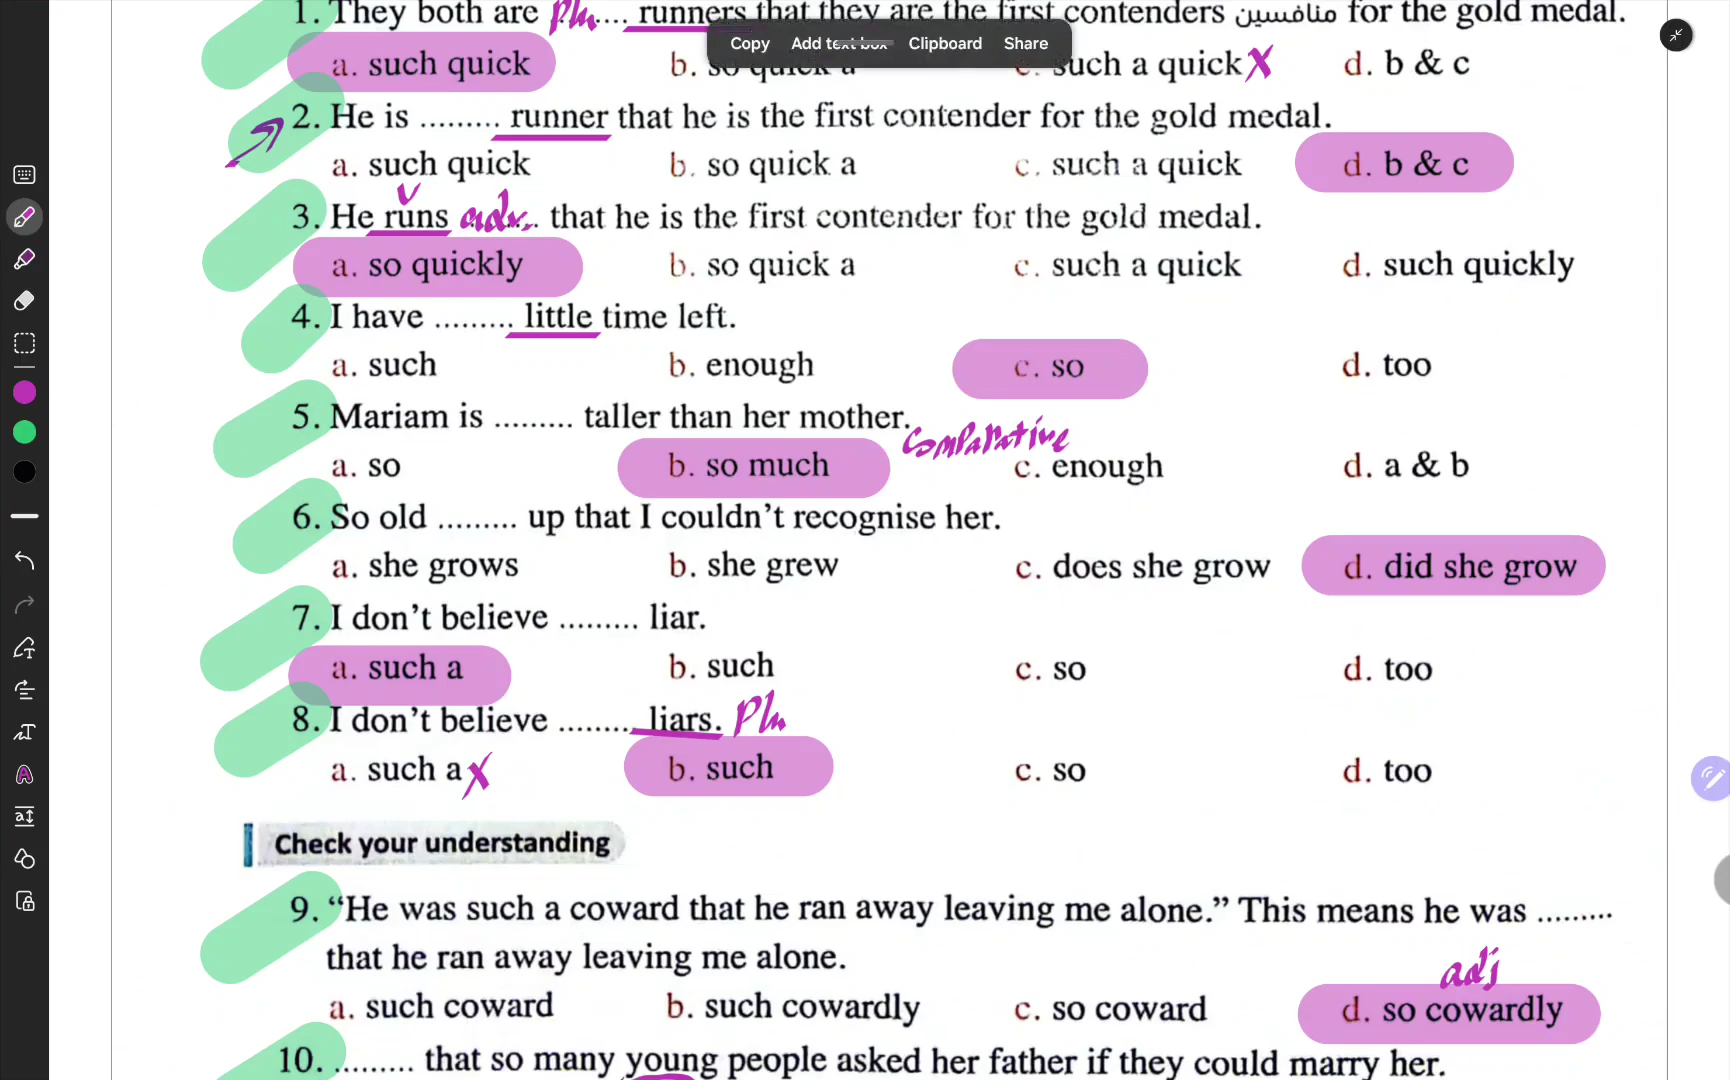 1. They both are plu.... runners that they are the first contenders منافسين for the gold medal.
Copy Add text box Clipboard Share
a. such quick b. so quick a c. such a quick X d. b & c
2. He is ......... runner that he is the first contender for the gold medal.
a. such quick b. so quick a c. such a quick d. b & c
v
3. He runs adv... that he is the first contender for the gold medal.
a. so quickly b. so quick a c. such a quick d. such quickly
4. I have ......... little time left.
a. such b. enough c. so d. too
5. Mariam is ......... taller than her mother.
comparative
a. so b. so much c. enough d. a & b
6. So old ......... up that I couldn't recognise her.
a. she grows b. she grew c. does she grow d. did she grow
7. I don't believe ......... liar.
a. such a b. such c. so d. too
8. I don't believe ......... liars. Plu
a. such a X b. such c. so d. too
Check your understanding
9. “He was such a coward that he ran away leaving me alone.” This means he was .........
that he ran away leaving me alone.
adj
a. such coward b. such cowardly c. so coward d. so cowardly
10. ......... that so many young people asked her father if they could marry her.